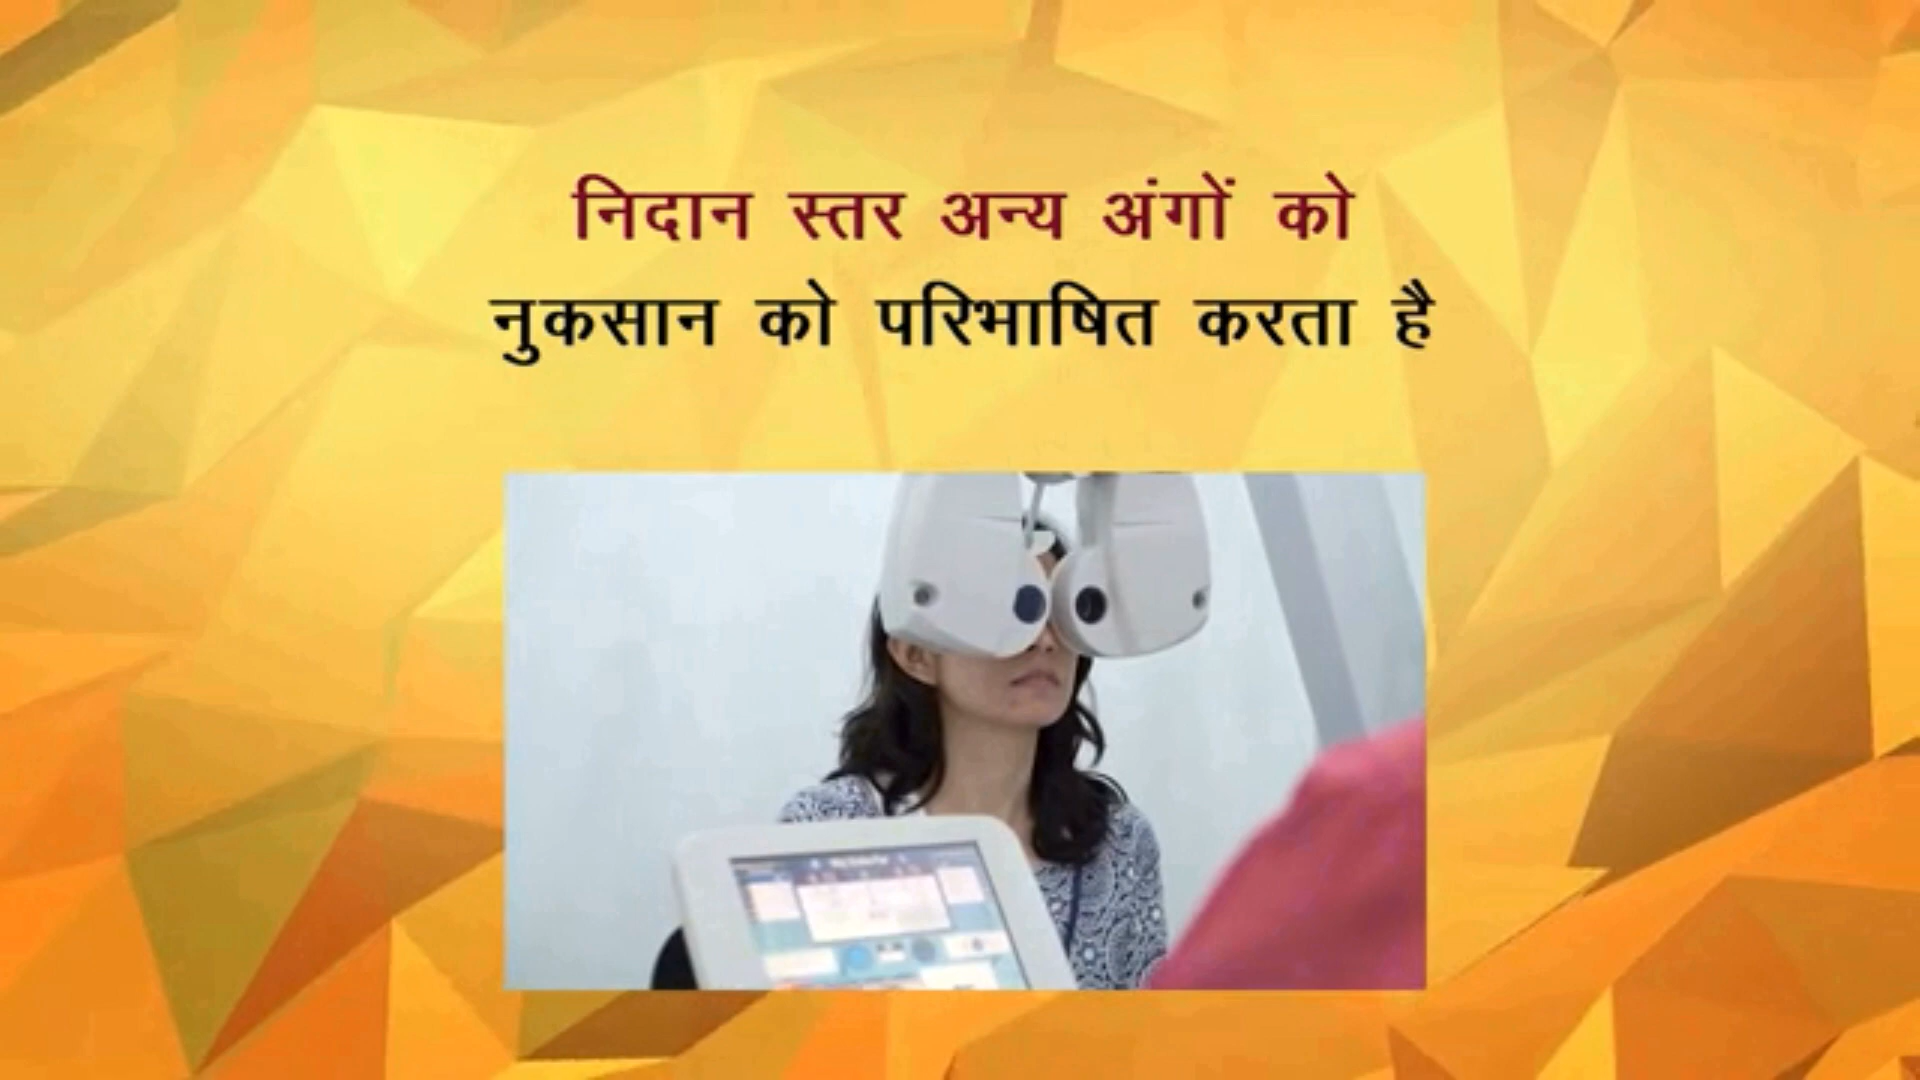 निदान स्तर अन्य अंगों को
नुकसान को परिभाषित करता है